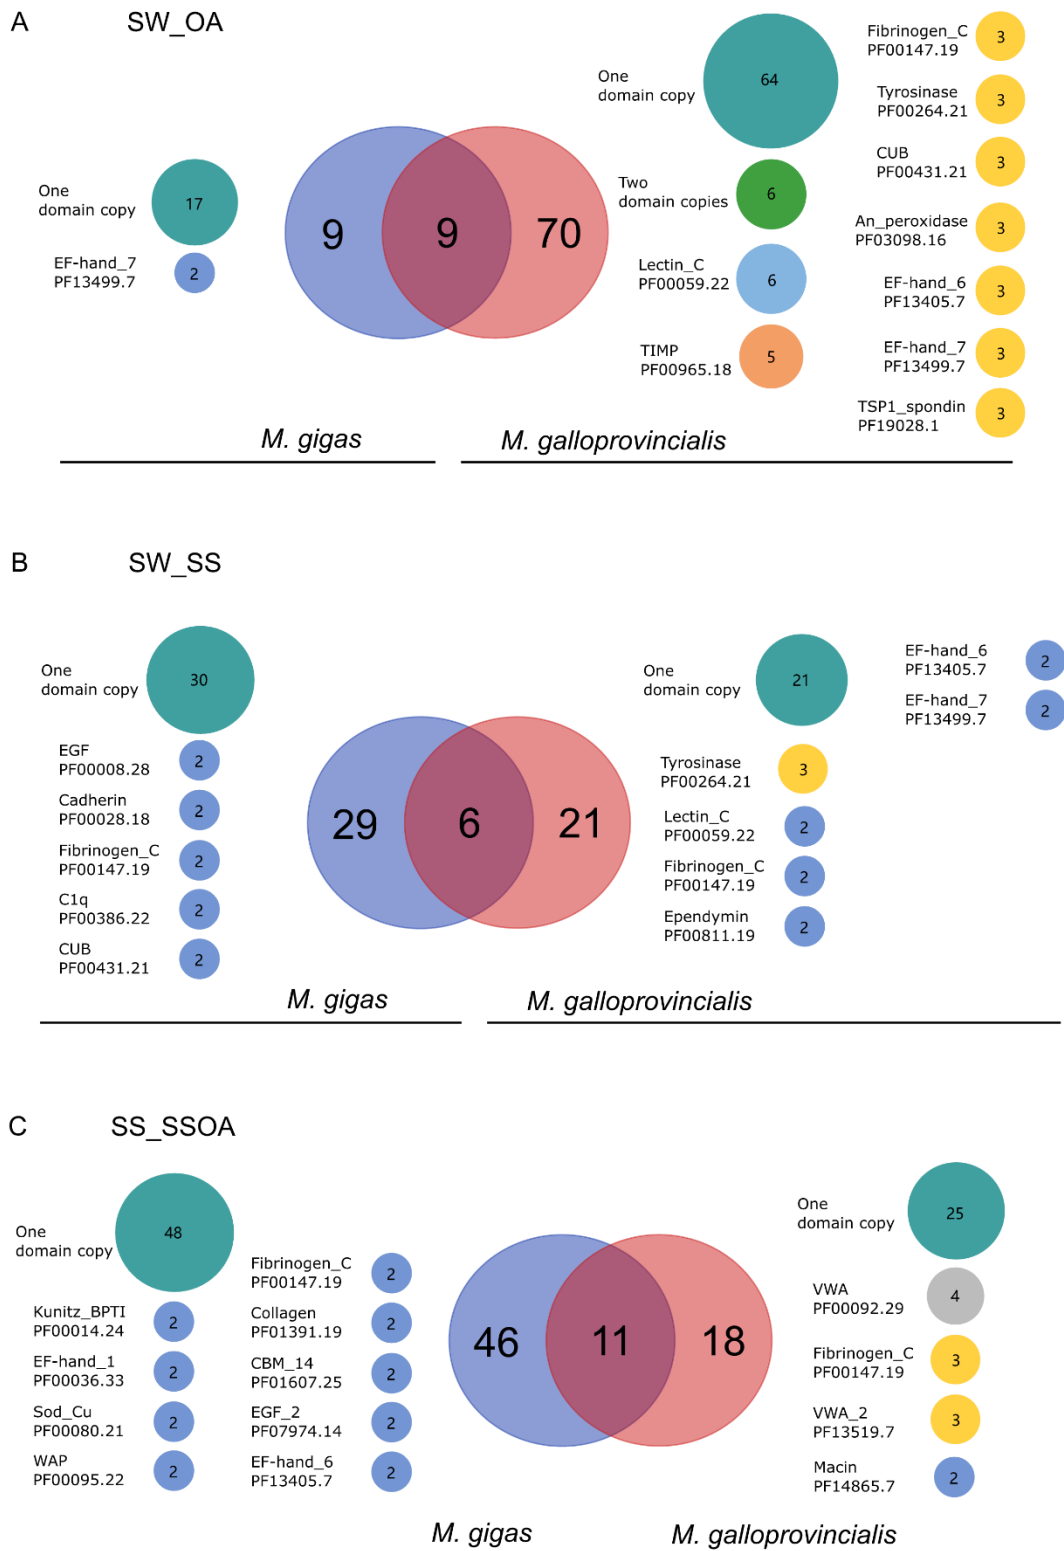 A
SW_OA
One
domain copy
17
EF-hand_7
PF13499.7
2
9
9
70
One
domain copy
64
Two
domain copies
6
Lectin_C
PF00059.22
6
TIMP
PF00965.18
5
Fibrinogen_C
PF00147.19
3
Tyrosinase
PF00264.21
3
CUB
PF00431.21
3
An_peroxidase
PF03098.16
3
EF-hand_6
PF13405.7
3
EF-hand_7
PF13499.7
3
TSP1_spondin
PF19028.1
3
M. gigas
M. galloprovincialis
B
SW_SS
One
domain copy
30
EGF
PF00008.28
2
Cadherin
PF00028.18
2
Fibrinogen_C
PF00147.19
2
C1q
PF00386.22
2
CUB
PF00431.21
2
29
6
21
One
domain copy
21
Tyrosinase
PF00264.21
3
Lectin_C
PF00059.22
2
Fibrinogen_C
PF00147.19
2
Ependymin
PF00811.19
2
EF-hand_6
PF13405.7
2
EF-hand_7
PF13499.7
2
M. gigas
M. galloprovincialis
C
SS_SSOA
One
domain copy
48
Kunitz_BPTI
PF00014.24
2
EF-hand_1
PF00036.33
2
Sod_Cu
PF00080.21
2
WAP
PF00095.22
2
Fibrinogen_C
PF00147.19
2
Collagen
PF01391.19
2
CBM_14
PF01607.25
2
EGF_2
PF07974.14
2
EF-hand_6
PF13405.7
2
46
11
18
One
domain copy
25
VWA
PF00092.29
4
Fibrinogen_C
PF00147.19
3
VWA_2
PF13519.7
3
Macin
PF14865.7
2
M. gigas
M. galloprovincialis